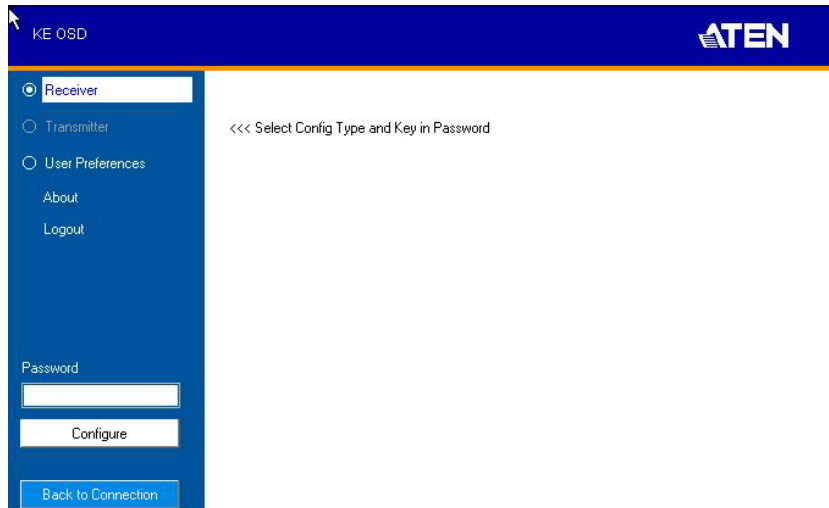 KE OSD
ATEN
Receiver
Transmitter
<<< Select Config Type and Key in Password
User Preferences
About
Logout
Password
Configure
Back to Connection